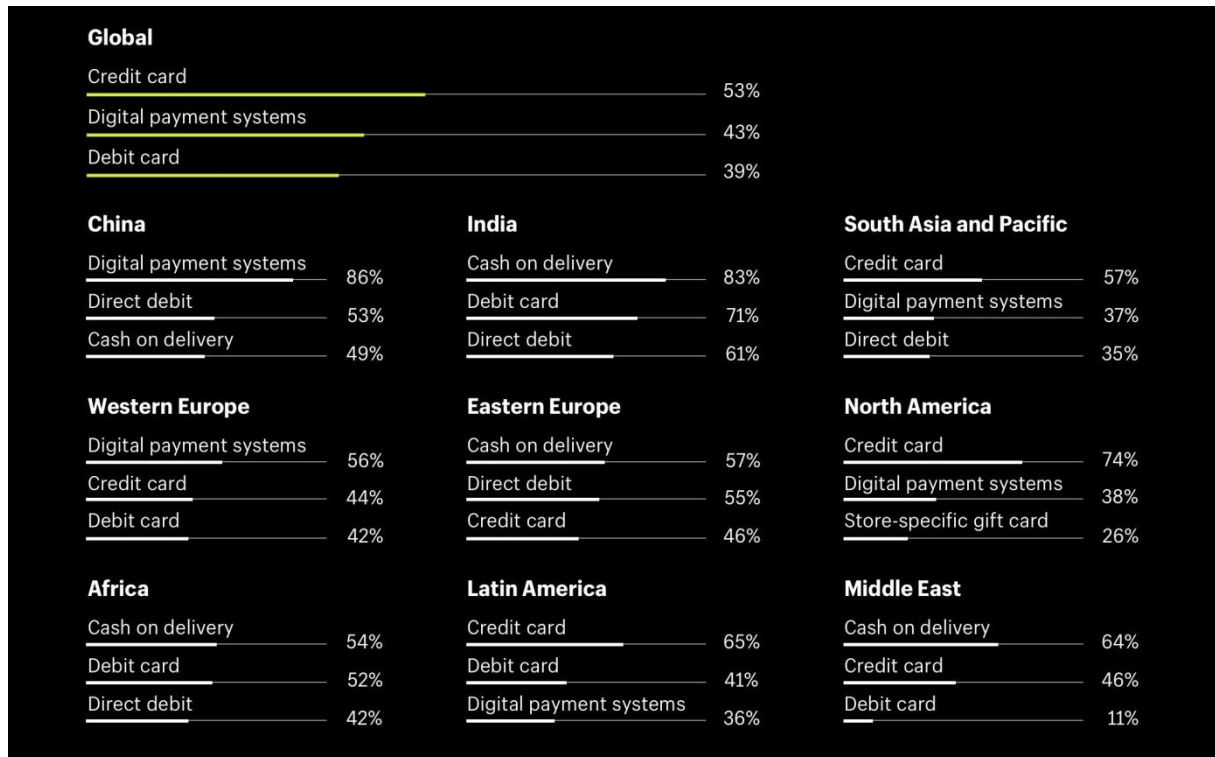 Global
Credit card
53%
Digital payment systems
43%
Debit card
39%
China
Digital payment systems
86%
Direct debit
53%
Cash on delivery
49%
India
Cash on delivery
83%
Debit card
71%
Direct debit
61%
South Asia and Pacific
Credit card
57%
Digital payment systems
37%
Direct debit
35%
Western Europe
Digital payment systems
56%
Credit card
44%
Debit card
42%
Eastern Europe
Cash on delivery
57%
Direct debit
55%
Credit card
46%
North America
Credit card
74%
Digital payment systems
38%
Store-specific gift card
26%
Africa
Cash on delivery
54%
Debit card
52%
Direct debit
42%
Latin America
Credit card
65%
Debit card
41%
Digital payment systems
36%
Middle East
Cash on delivery
64%
Credit card
46%
Debit card
11%